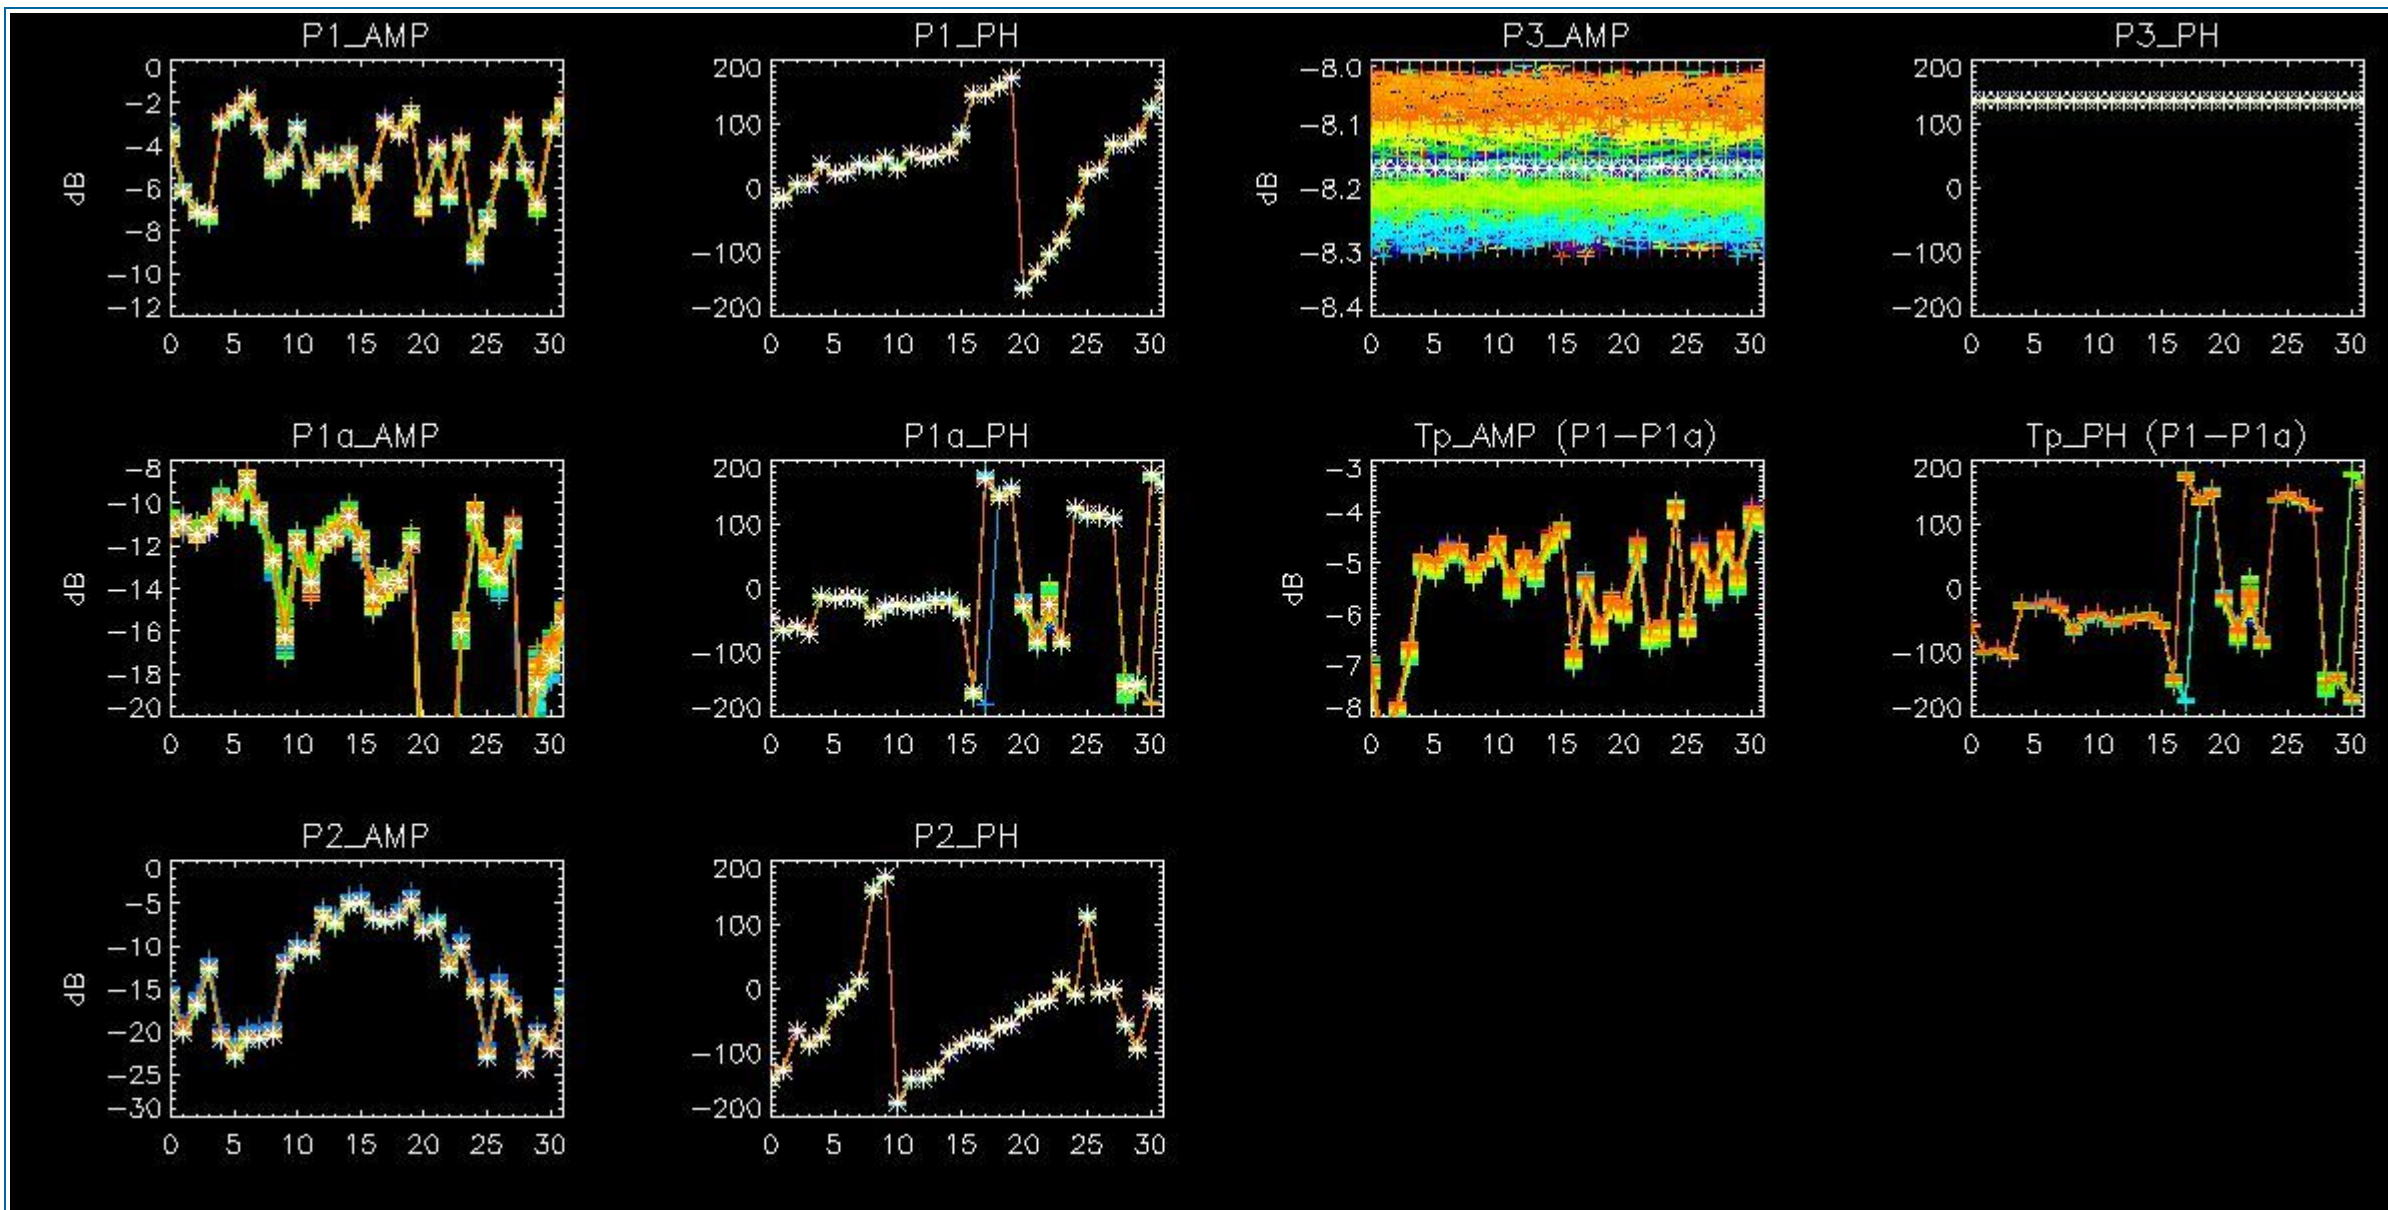 P1_AMP
0
−2
−4
−6
−8
−10
−12
dB
0 5 10 15 20 25 30
P1_PH
200
100
0
−100
−200
0 5 10 15 20 25 30
P3_AMP
−8.0
−8.1
−8.2
−8.3
−8.4
dB
0 5 10 15 20 25 30
P3_PH
200
100
0
−100
−200
0 5 10 15 20 25 30
P1a_AMP
−8
−10
−12
−14
−16
−18
−20
dB
0 5 10 15 20 25 30
P1a_PH
200
100
0
−100
−200
0 5 10 15 20 25 30
Tp_AMP (P1−P1a)
−3
−4
−5
−6
−7
−8
dB
0 5 10 15 20 25 30
Tp_PH (P1−P1a)
200
100
0
−100
−200
0 5 10 15 20 25 30
P2_AMP
0
−5
−10
−15
−20
−25
−30
dB
0 5 10 15 20 25 30
P2_PH
200
100
0
−100
−200
0 5 10 15 20 25 30